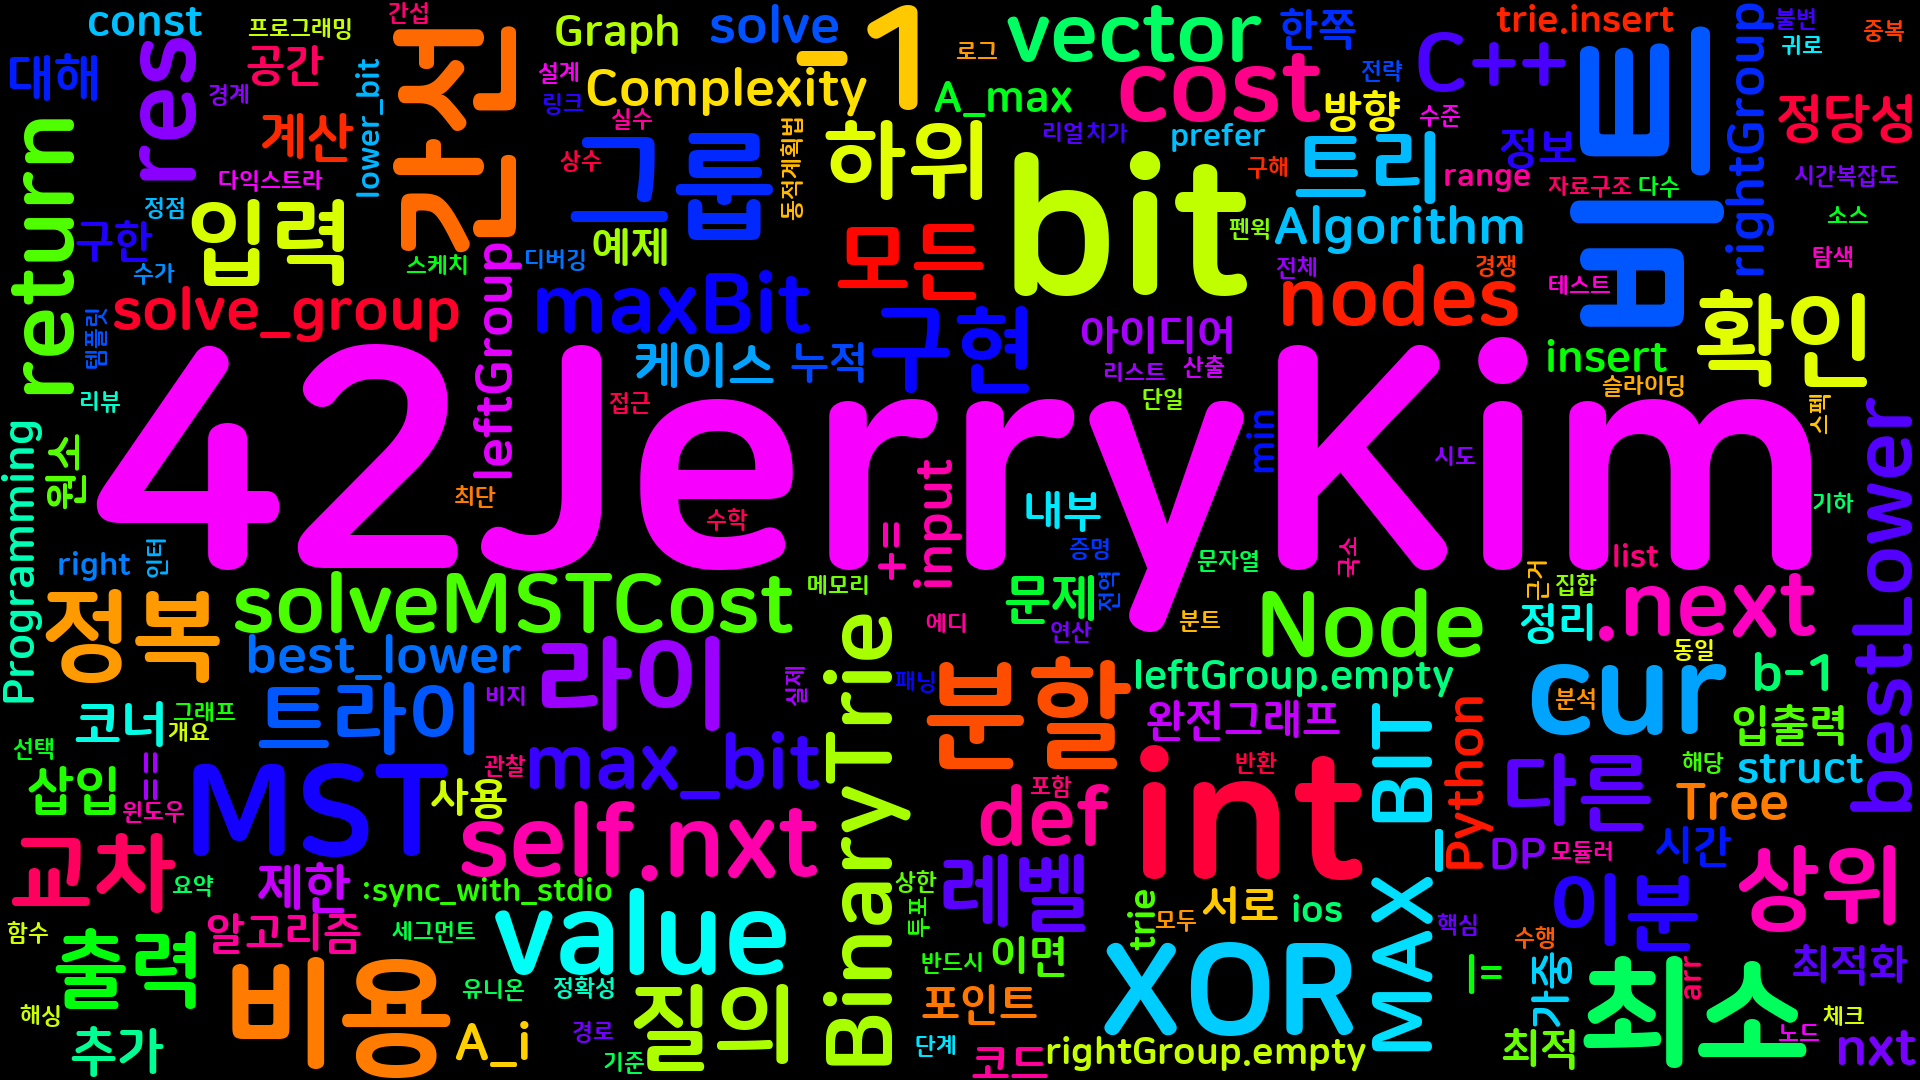 42JerryKim
const
프로그래밍
간섭
Graph
solve_
_1
vector
한쪽
trie.insert
불변
중복
귀로
대해
res
공간
경계
lower_bit
간선
설계
링크
Complexity
로그
A_max
cost
전략
방향
수준
C++
비트
rightGroup
정당성
return
계산
다익스트라
실수
상수
그룹
동적계획법
하위
리얼
치가
prefer
구해
트리
정보
range
자료구조
다수
시간복잡도
정점
입력
구한
수가
스케치
leftGroup
디버깅
예제
모든
bit
펜윅
Algorithm
전체
경쟁
테스트
소스
탐색
solve_group
템플릿
maxBit
구현
nodes
확인
케이스
누적
아이디어
리스트
산출
insert
슬라이딩
스펙
리뷰
접근
단일
min
시도
bestLower
Programming
원소
최단
수학
+=
input
내부
증명
전역
문자열
국소
list
기하
right
인터
정복
solveMSTCost
메모리
에디
문제
연산
분트
Node
근거
집합
정리
.next
best_lower
라이
실제
BinaryTrie
패닝
분할
leftGroup.empty
동일
cur
분석
b-1
코너
그래프
개요
트라이
비지
완전그래프
MAX_BIT
Python
입출력
선택
삽입
==
윈도우
MST
사용
관찰
max_bit
self.nxt
def
포함
int
반환
다른
해당
struct
Tree
교차
요약
제한
:sync_with_stdio
상한
레벨
trie
모두
서로
ios
DP
모듈러
시간
이분
상위
함수
출력
알고리즘
세그먼트
value
투포
반드시
이면
XOR
핵심
|=
수행
가중
최소
arr
최적화
해싱
추가
비용
유니온
정확성
A_i
경로
기준
질의
단계
포인트
코드
rightGroup.empty
최적
체크
노드
nxt